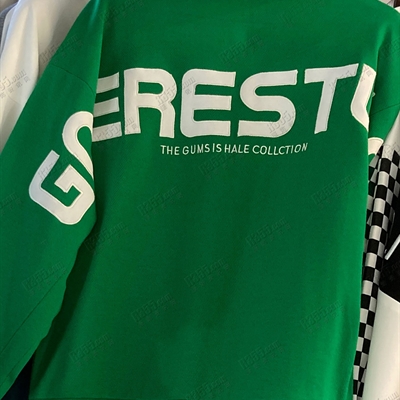 GERESTU
THE GUMS IS HALE COLLCTION